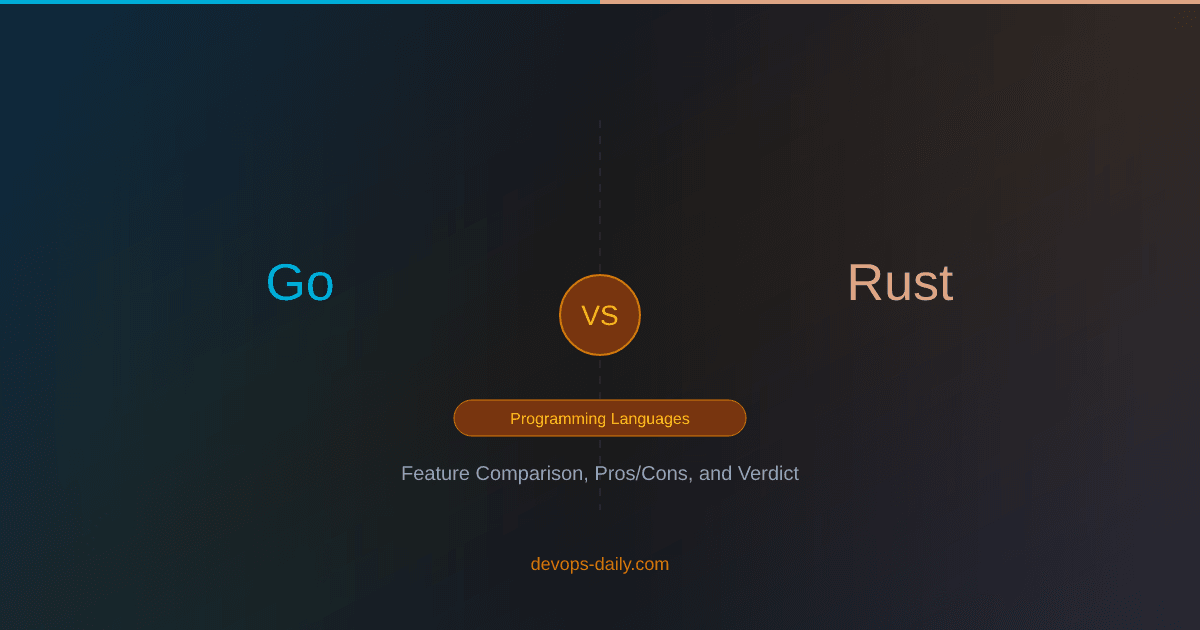 Go
Rust
VS
Programming Languages
Feature Comparison, Pros/Cons, and Verdict
devops-daily.com